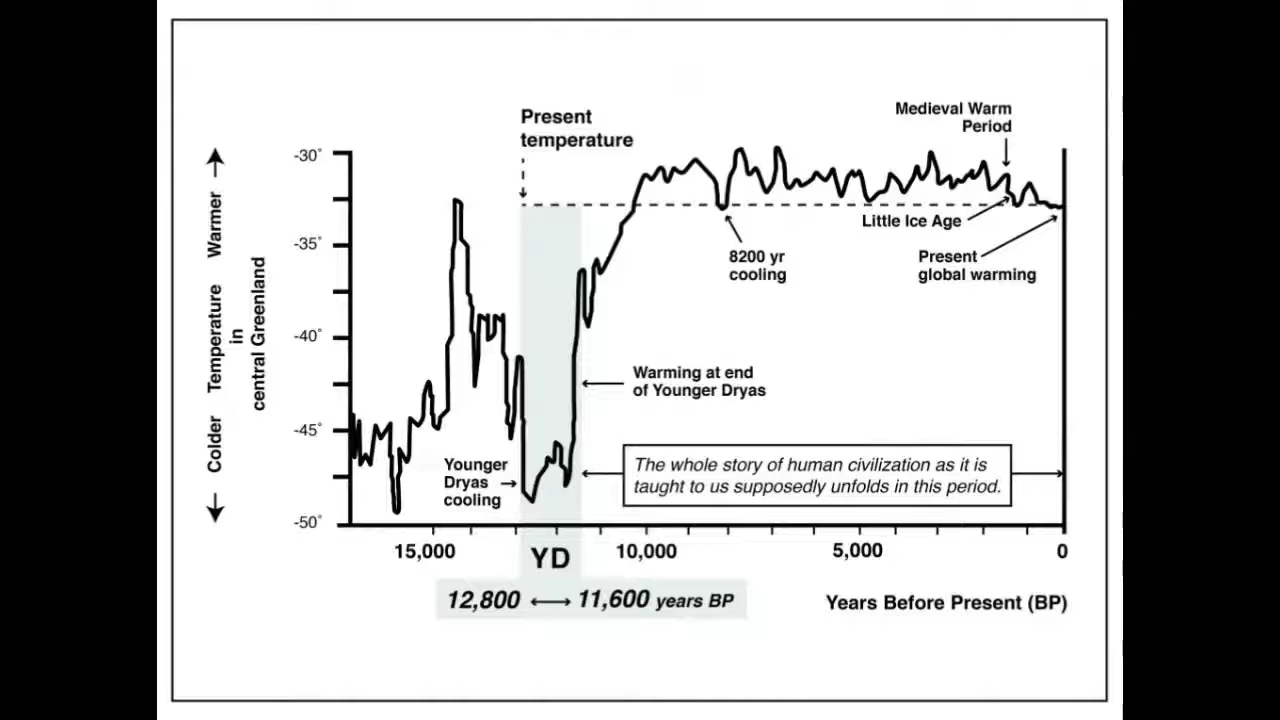 Medieval Warm
Period
Present
temperature
-30°
-35°
-40°
-45°
-50°
Colder Temperature Warmer
in
central Greenland
Little Ice Age
8200 yr
cooling
Present
global warming
Warming at end
of Younger Dryas
Younger
Dryas
cooling
The whole story of human civilization as it is
taught to us supposedly unfolds in this period.
15,000
YD
10,000
5,000
0
12,800
11,600 years BP
Years Before Present (BP)